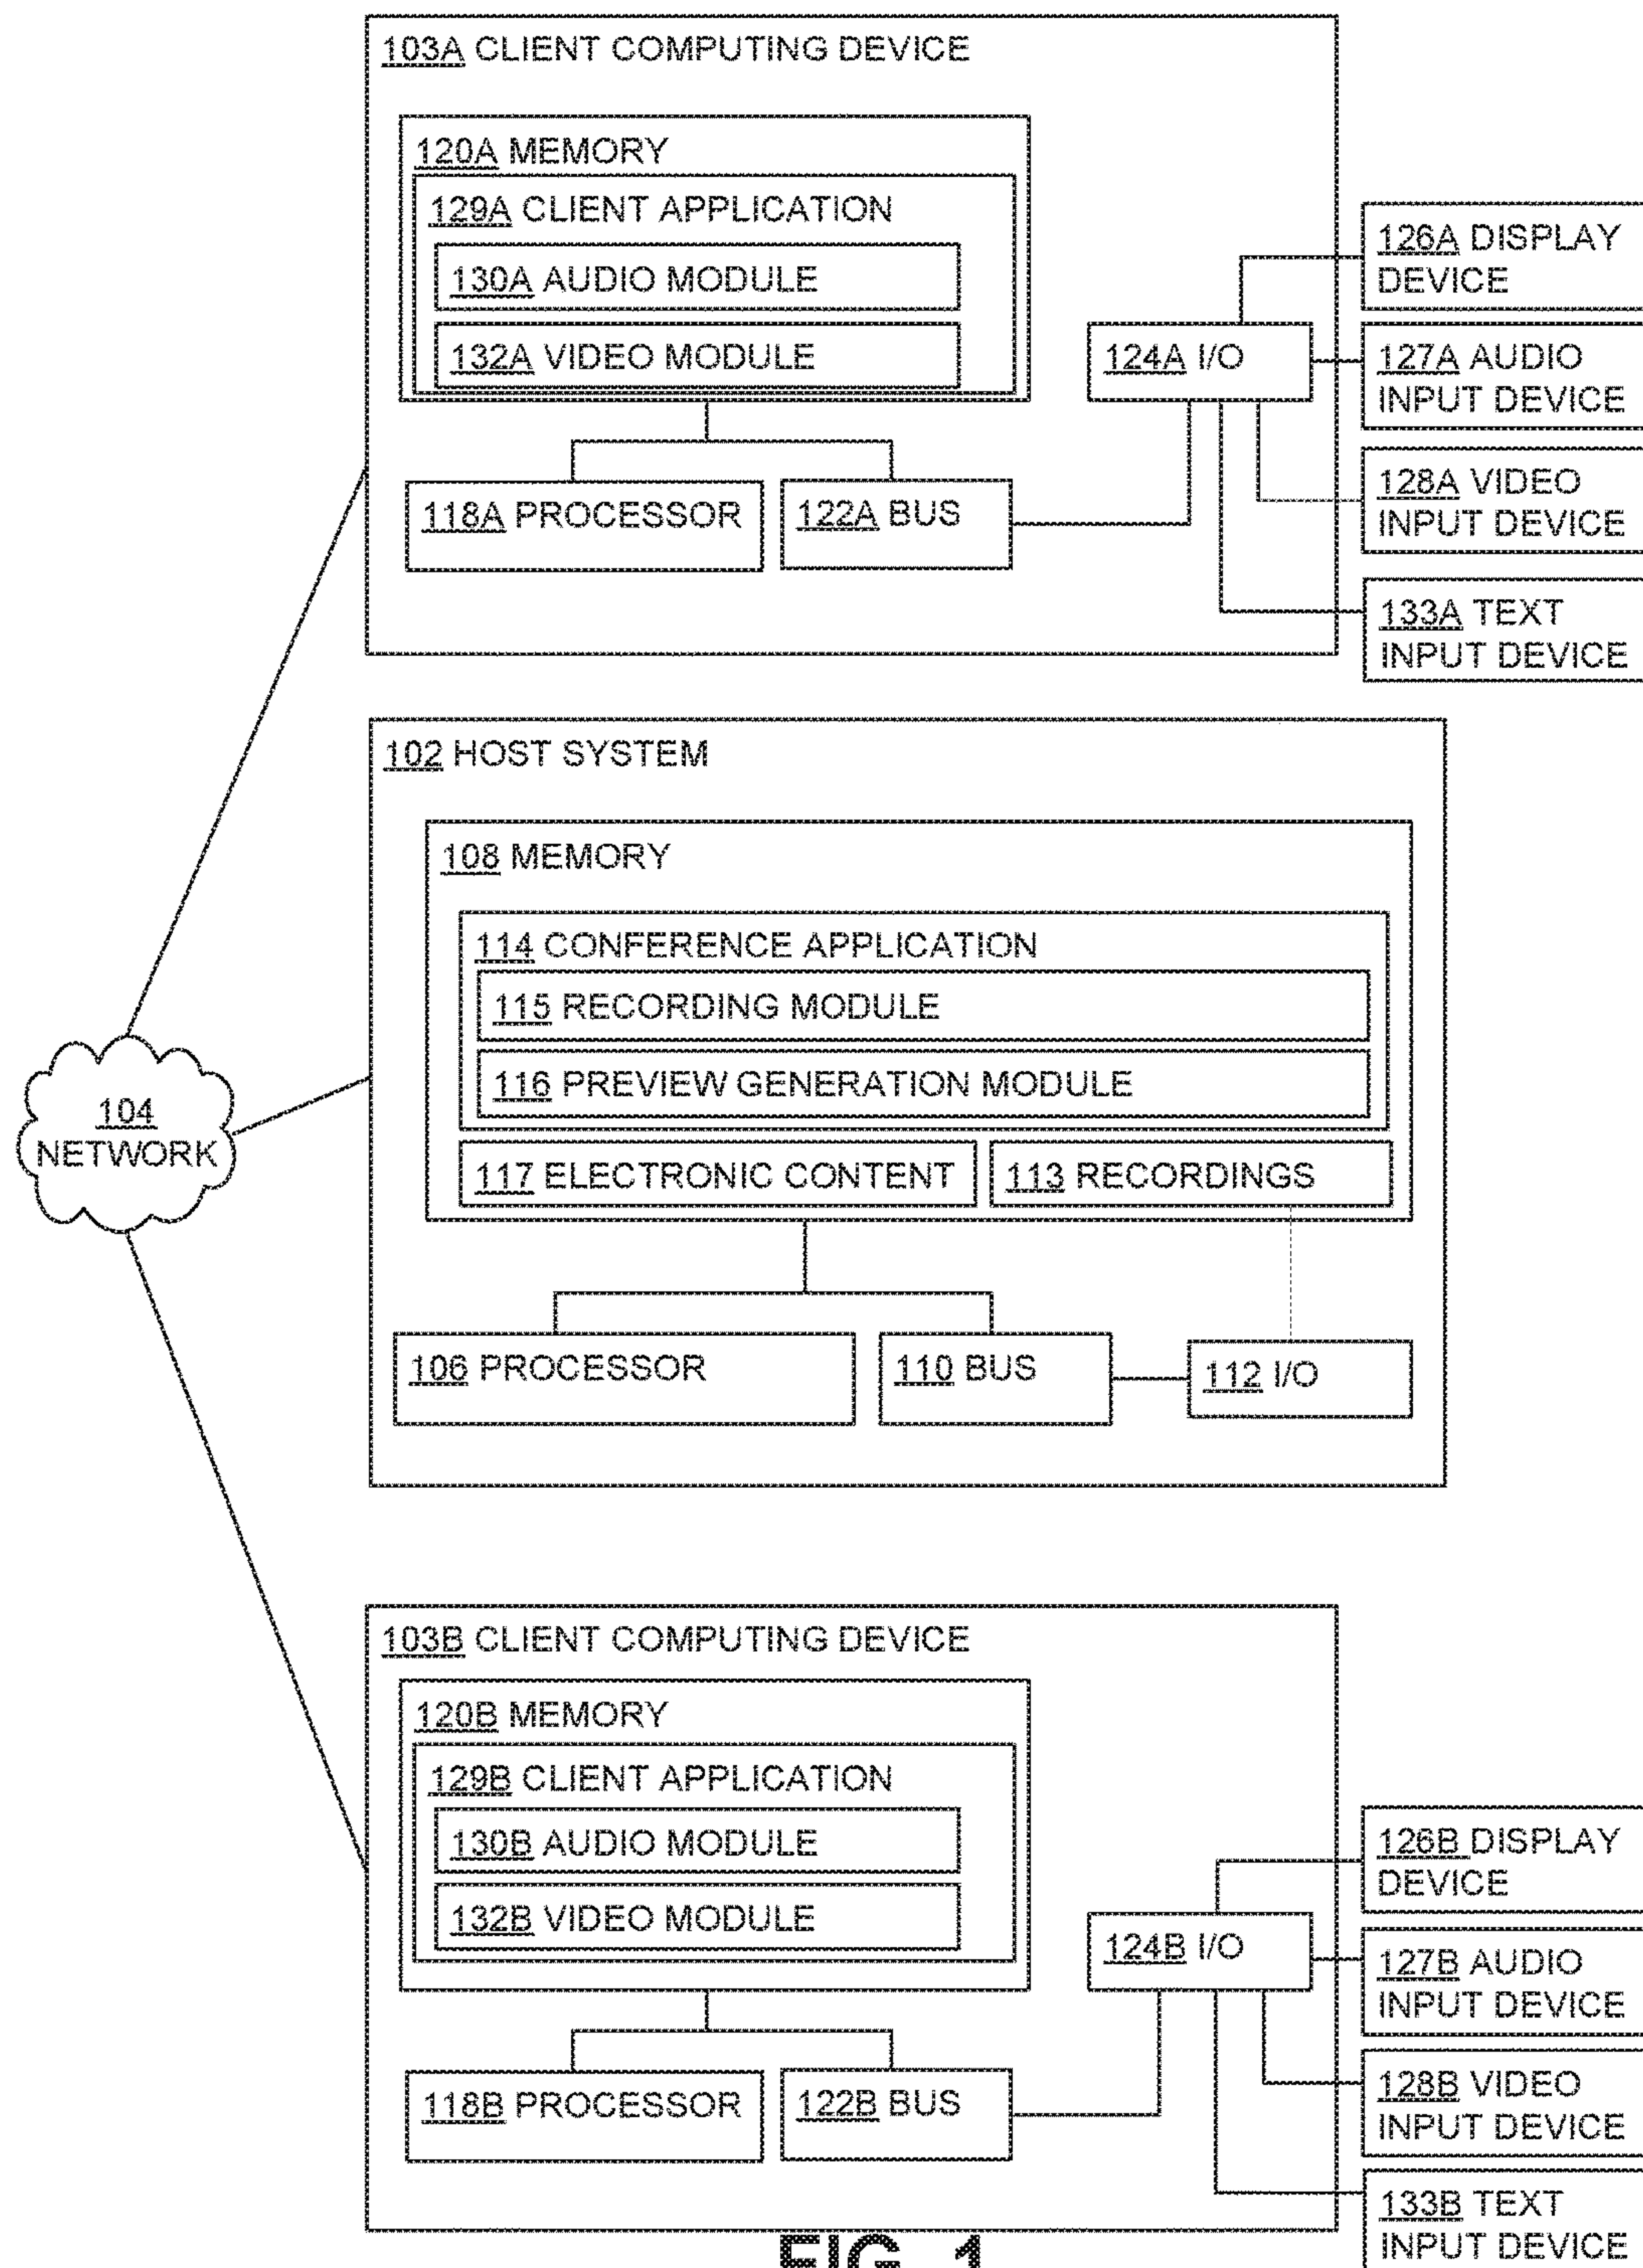 103A CLIENT COMPUTING DEVICE
120A MEMORY
129A CLIENT APPLICATION
130A AUDIO MODULE
132A VIDEO MODULE
118A PROCESSOR
122A BUS
124A I/O
126A DISPLAY
DEVICE
127A AUDIO
INPUT DEVICE
128A VIDEO
INPUT DEVICE
133A TEXT
INPUT DEVICE
104
NETWORK
102 HOST SYSTEM
108 MEMORY
114 CONFERENCE APPLICATION
115 RECORDING MODULE
116 PREVIEW GENERATION MODULE
117 ELECTRONIC CONTENT
113 RECORDINGS
106 PROCESSOR
110 BUS
112 I/O
103B CLIENT COMPUTING DEVICE
120B MEMORY
129B CLIENT APPLICATION
130B AUDIO MODULE
132B VIDEO MODULE
118B PROCESSOR
122B BUS
124B I/O
126B DISPLAY
DEVICE
127B AUDIO
INPUT DEVICE
128B VIDEO
INPUT DEVICE
133B TEXT
INPUT DEVICE
FIG. 1